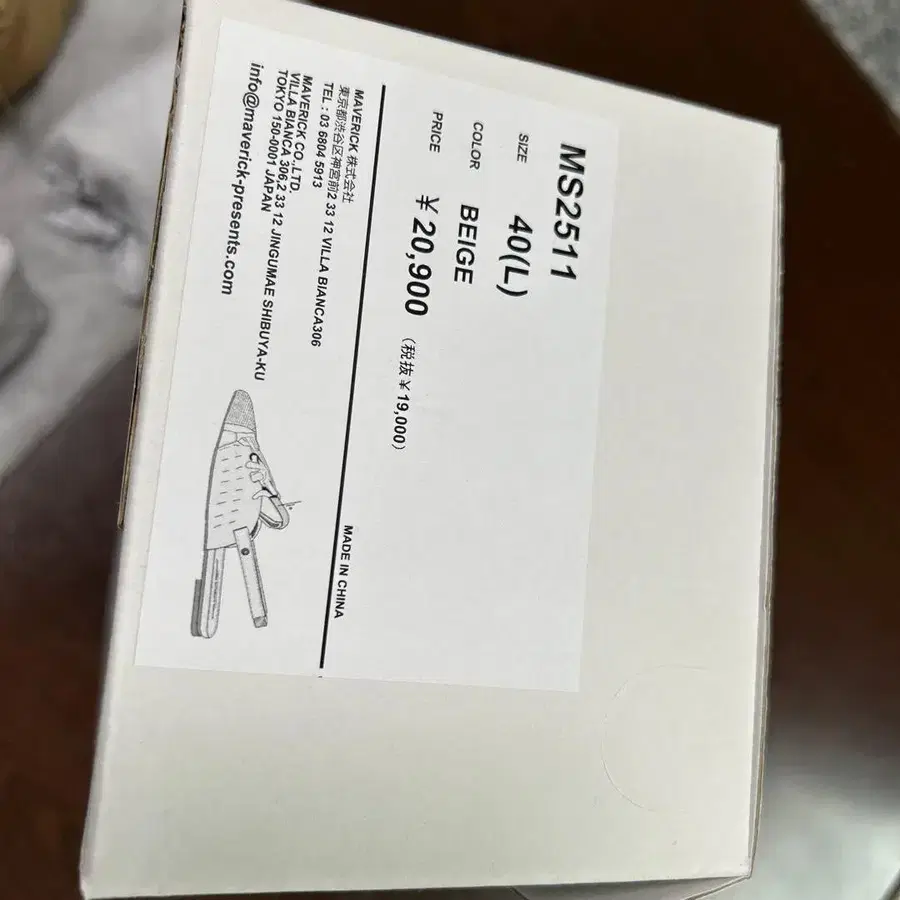 MS2511
SIZE 40(L)
COLOR BEIGE
PRICE ￥20,900 (税抜￥19,000)
MADE IN CHINA
MAVERICK 株式会社
東京都渋谷区神宮前2 33 12 VILLA BIANCA306
TEL : 03 6804 5913
MAVERICK CO.,LTD.
VILLA BIANCA 306,2 33 12 JINGUMAE SHIBUYA-KU
TOKYO 150-0001 JAPAN
info@maverick-presents.com